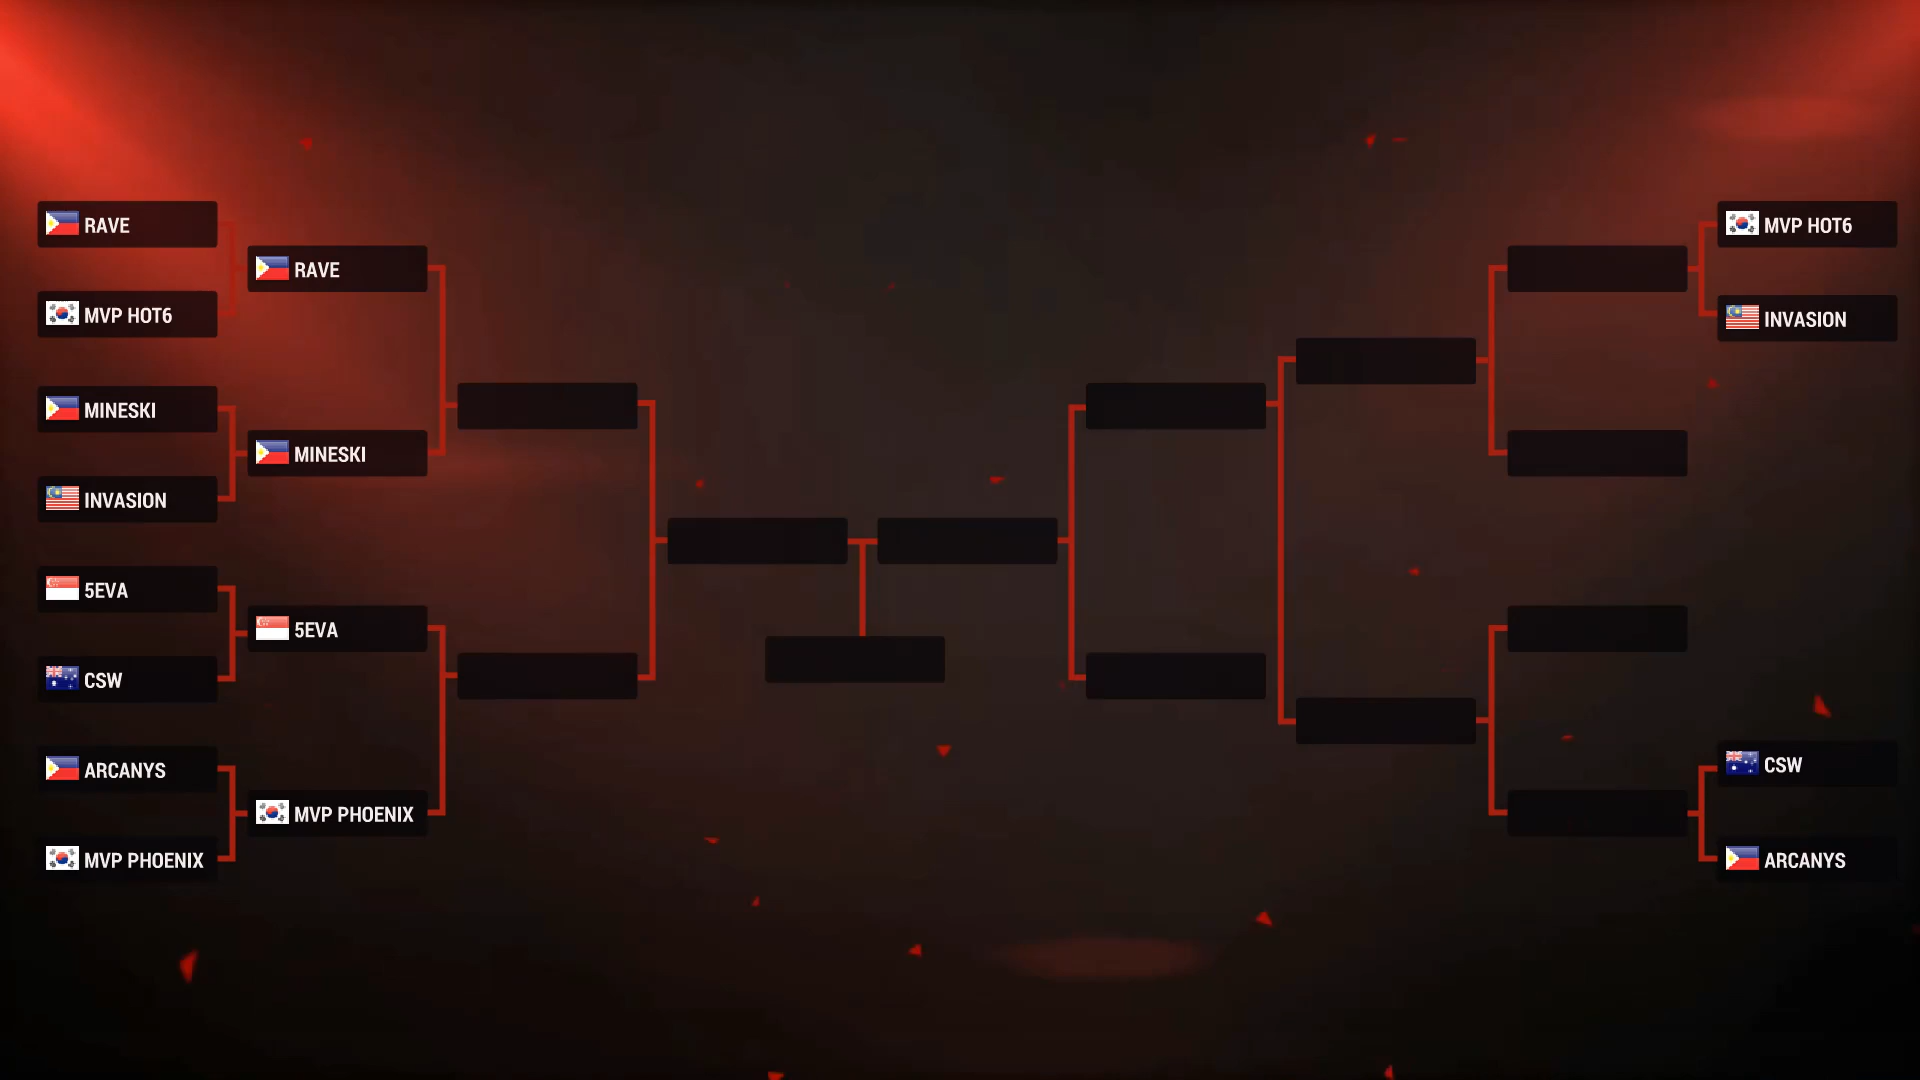 RAVE
MVP HOT6
MINESKI
INVASION
5EVA
CSW
ARCANYS
MVP PHOENIX
RAVE
MINESKI
5EVA
MVP PHOENIX
MVP HOT6
INVASION
CSW
ARCANYS